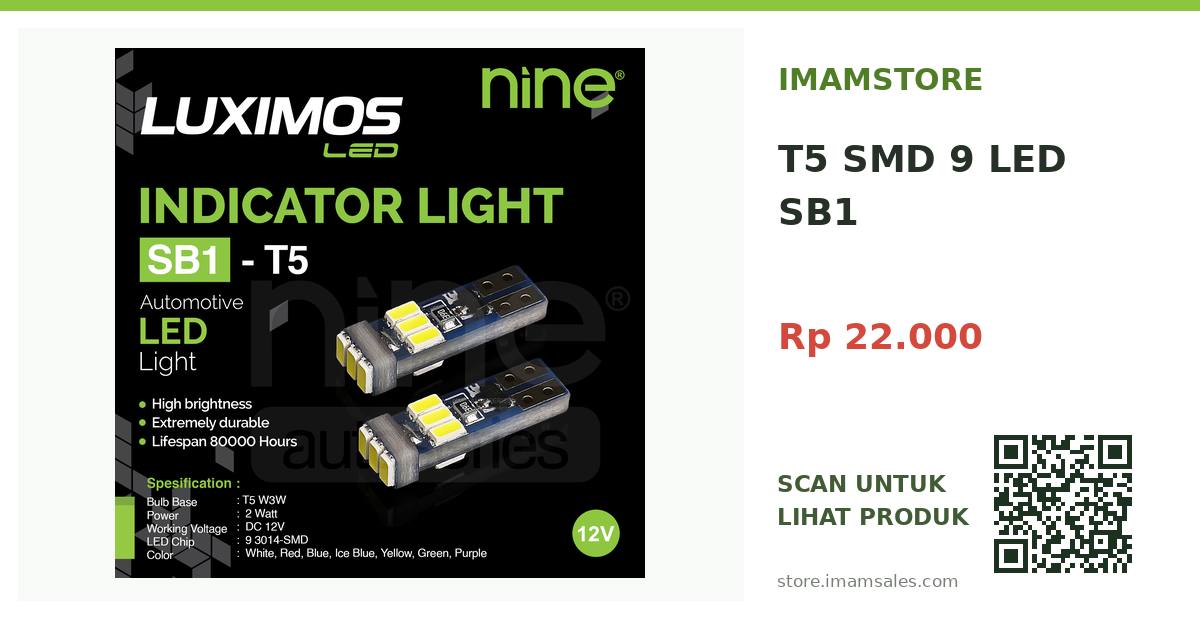 nine®
LUXIMOS
LED
INDICATOR LIGHT
SB1 - T5
Automotive
LED
Light
High brightness
Extremely durable
Lifespan 80000 Hours
Spesification :
Bulb Base : T5 W3W
Power : 2 Watt
Working Voltage : DC 12V
LED Chip : 9 3014-SMD
Color : White, Red, Blue, Ice Blue, Yellow, Green, Purple
12V
nine®
IMAMSTORE
T5 SMD 9 LED
SB1
Rp 22.000
SCAN UNTUK
LIHAT PRODUK
store.imamsales.com